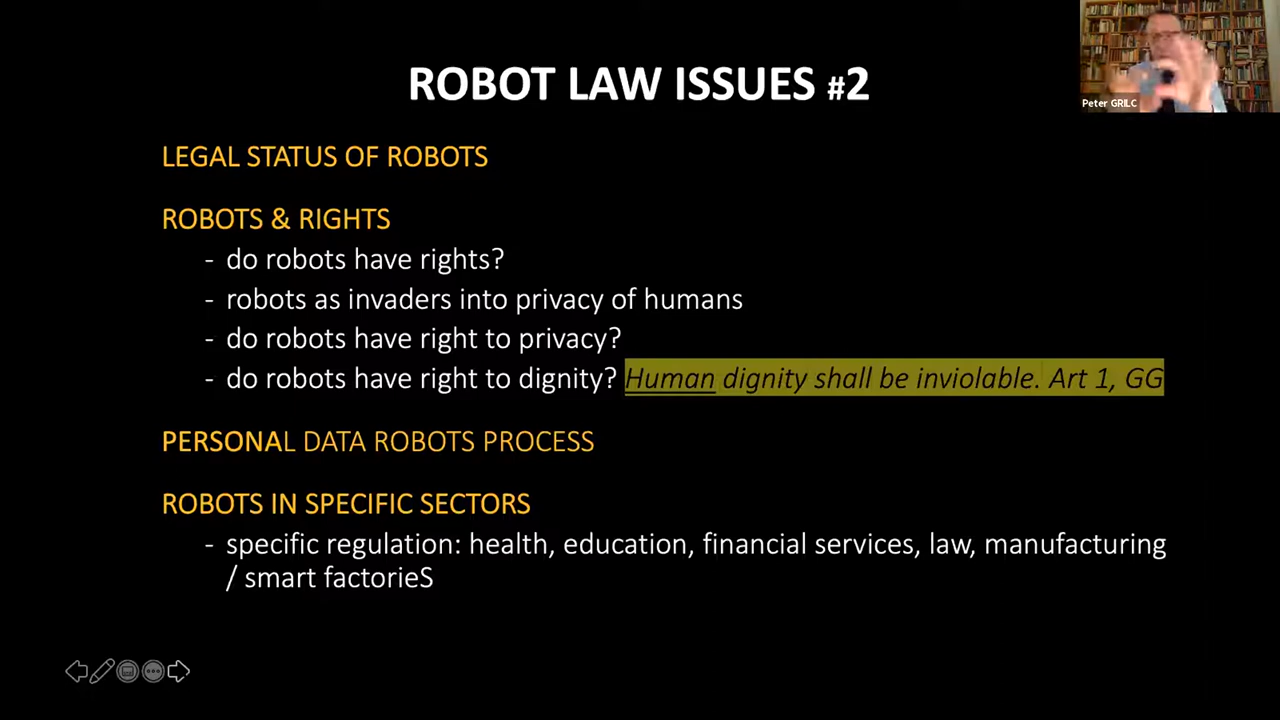 ROBOT LAW ISSUES #2
Peter GRILC
LEGAL STATUS OF ROBOTS
ROBOTS & RIGHTS
- do robots have rights?
- robots as invaders into privacy of humans
- do robots have right to privacy?
- do robots have right to dignity? Human dignity shall be inviolable. Art 1, GG
PERSONAL DATA ROBOTS PROCESS
ROBOTS IN SPECIFIC SECTORS
- specific regulation: health, education, financial services, law, manufacturing
/ smart factorieS